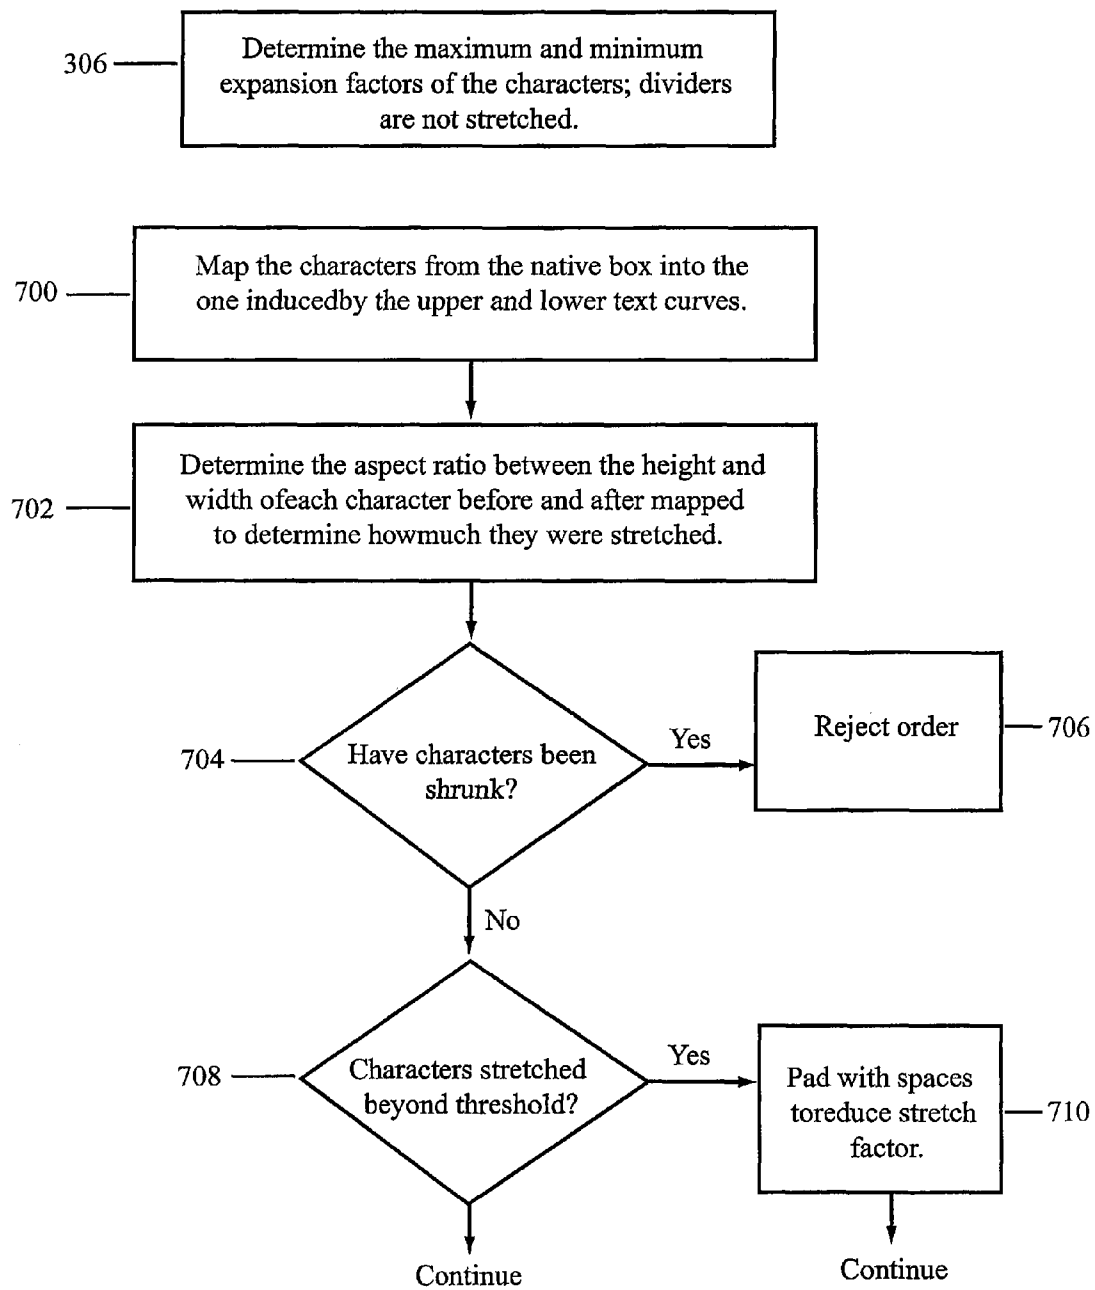 306
Determine the maximum and minimum
expansion factors of the characters; dividers
are not stretched.
700
Map the characters from the native box into the
one inducedby the upper and lower text curves.
702
Determine the aspect ratio between the height and
width ofeach character before and after mapped
to determine howmuch they were stretched.
704
Have characters been
shrunk?
Yes
Reject order
706
No
708
Characters stretched
beyond threshold?
Yes
Pad with spaces
toreduce stretch
factor.
710
Continue
Continue